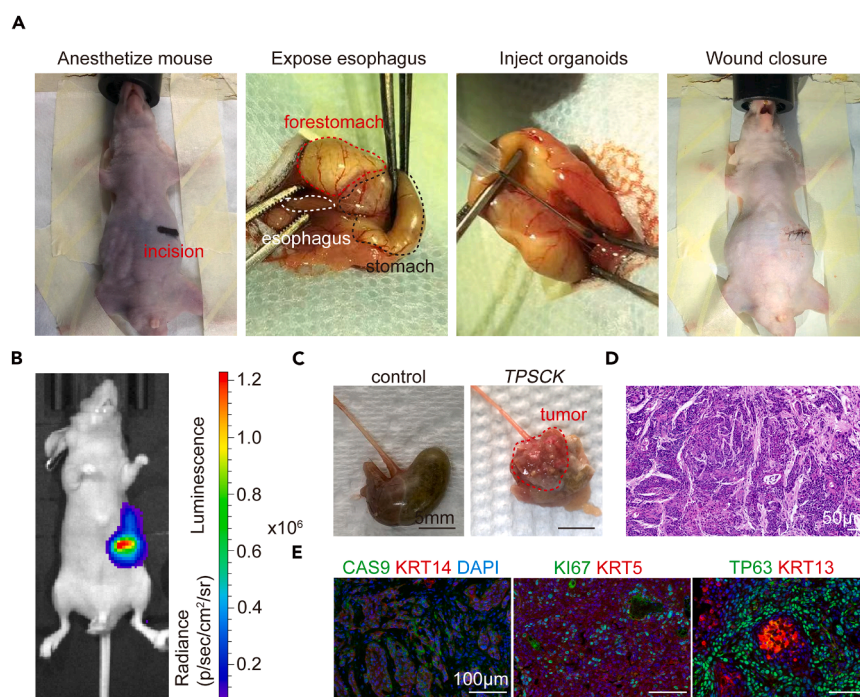 A
Anesthetize mouse
Expose esophagus
Inject organoids
Wound closure
incision
forestomach
esophagus
stomach
B
1.2
1.0
0.8
x10⁶
0.6
0.4
0.2
Luminescence
Radiance
(p/sec/cm²/sr)
C
control
TPSCK
tumor
5mm
D
50μm
E
CAS9 KRT14 DAPI
KI67 KRT5
TP63 KRT13
100μm